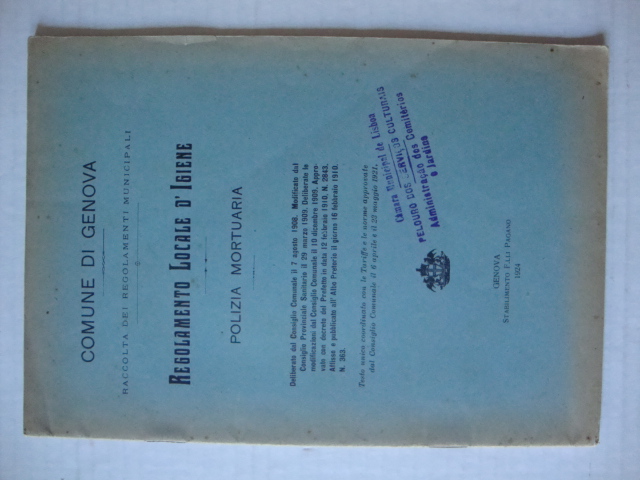 COMUNE DI GENOVA
RACCOLTA DEI REGOLAMENTI MUNICIPALI
REGOLAMENTO LOCALE D'IGIENE
POLIZIA MORTUARIA
Deliberato dal Consiglio Comunale il 7 agosto 1908. Modificato dal
Consiglio Provinciale Sanitario il 29 marzo 1909. Deliberate le
modificazioni dal Consiglio Comunale il 10 dicembre 1909. Appro-
vato con decreto del Prefetto in data 12 febbraio 1910, N. 2643.
Affisso e pubblicato all'Albo Pretorio il giorno 16 febbraio 1910.
N. 363.
Testo unico coordinato con le Tariffe e le norme approvate
dal Consiglio Comunale il 6 aprile e il 22 maggio 1921.
Câmara Municipal de Lisboa
PELOURO DOS SERVIÇOS CULTURAIS
Administração dos Cemitérios
e Jardins
GENOVA
STABILIMENTO F.LLI PAGANO
1924